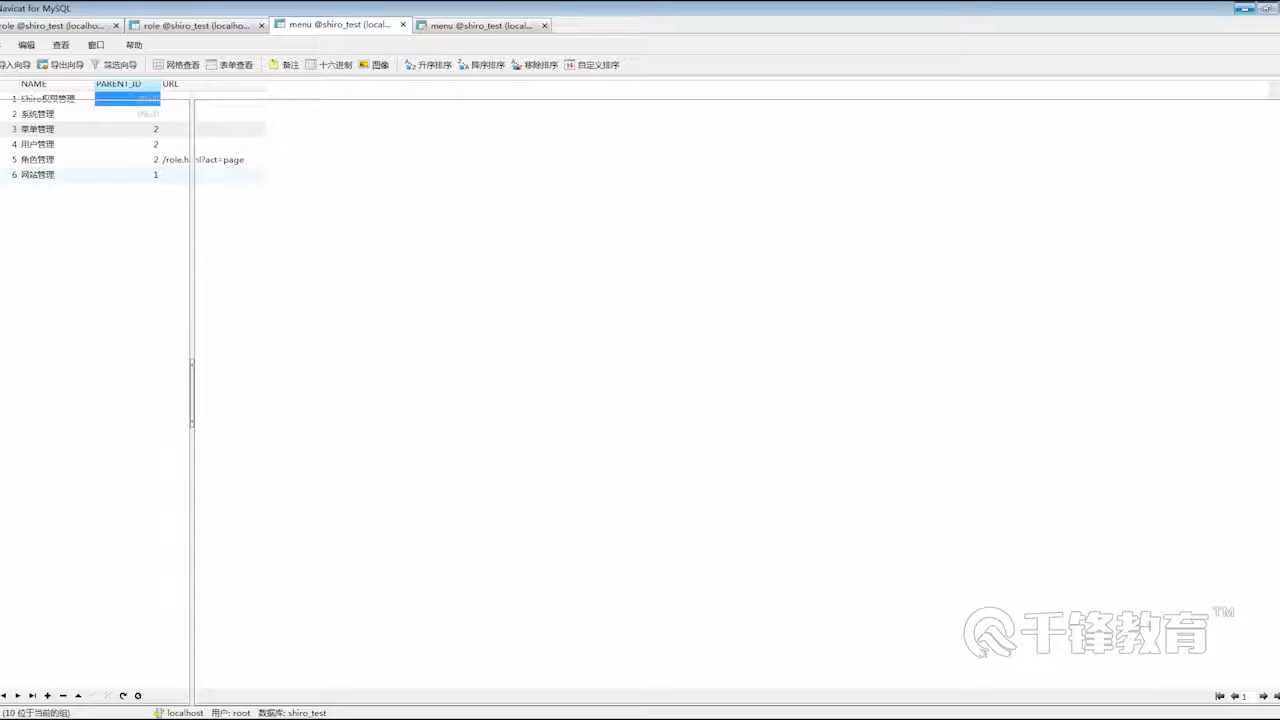 Navicat for MySQL
role @shiro_test (localho... role @shiro_test (localho... menu @shiro_test (local... menu @shiro_test (local...
编辑 查看 窗口 帮助
导入向导 导出向导 筛选向导 网格查看 表单查看 备注 十六进制 图像 升序排序 降序排序 移除排序 自定义排序
NAME PARENT_ID URL
1 Shiro权限管理 (Null)
2 系统管理 (Null)
3 菜单管理 2
4 用户管理 2
5 角色管理 2 /role.html?act=page
6 网站管理 1
千锋教育 TM
1
localhost 用户: root 数据库: shiro_test